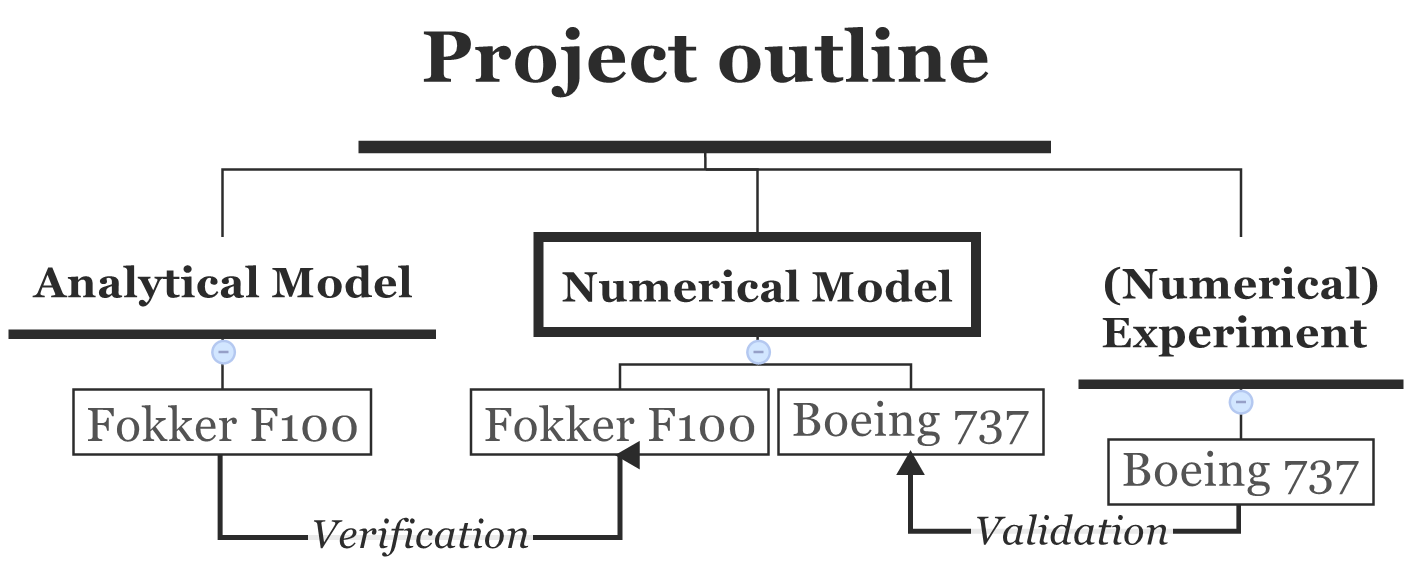 Project outline
Analytical Model
Numerical Model
(Numerical)
Experiment
Fokker F100
Fokker F100
Boeing 737
Boeing 737
Verification
Validation